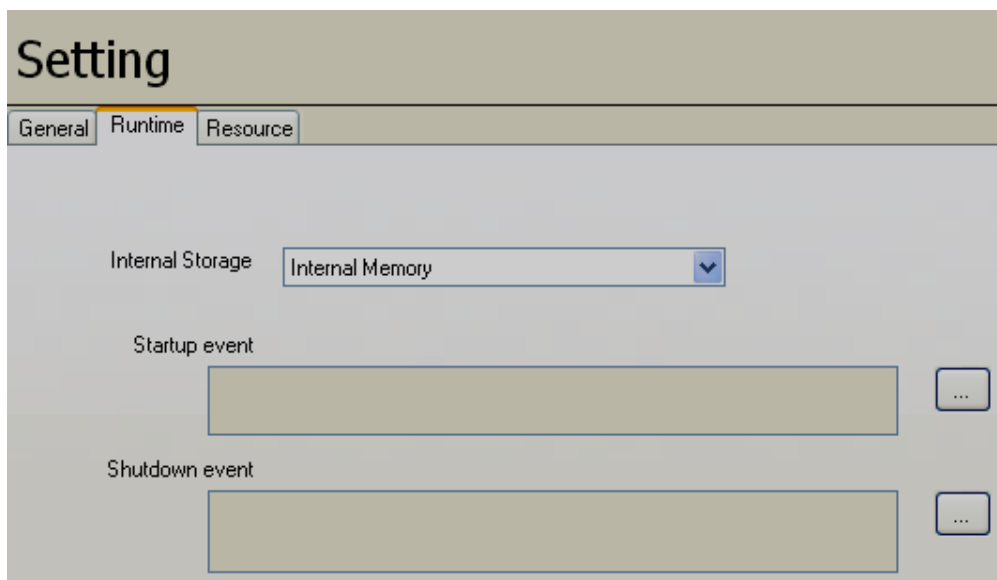 Setting
General Runtime Resource
Internal Storage Internal Memory
Startup event
...
Shutdown event
...